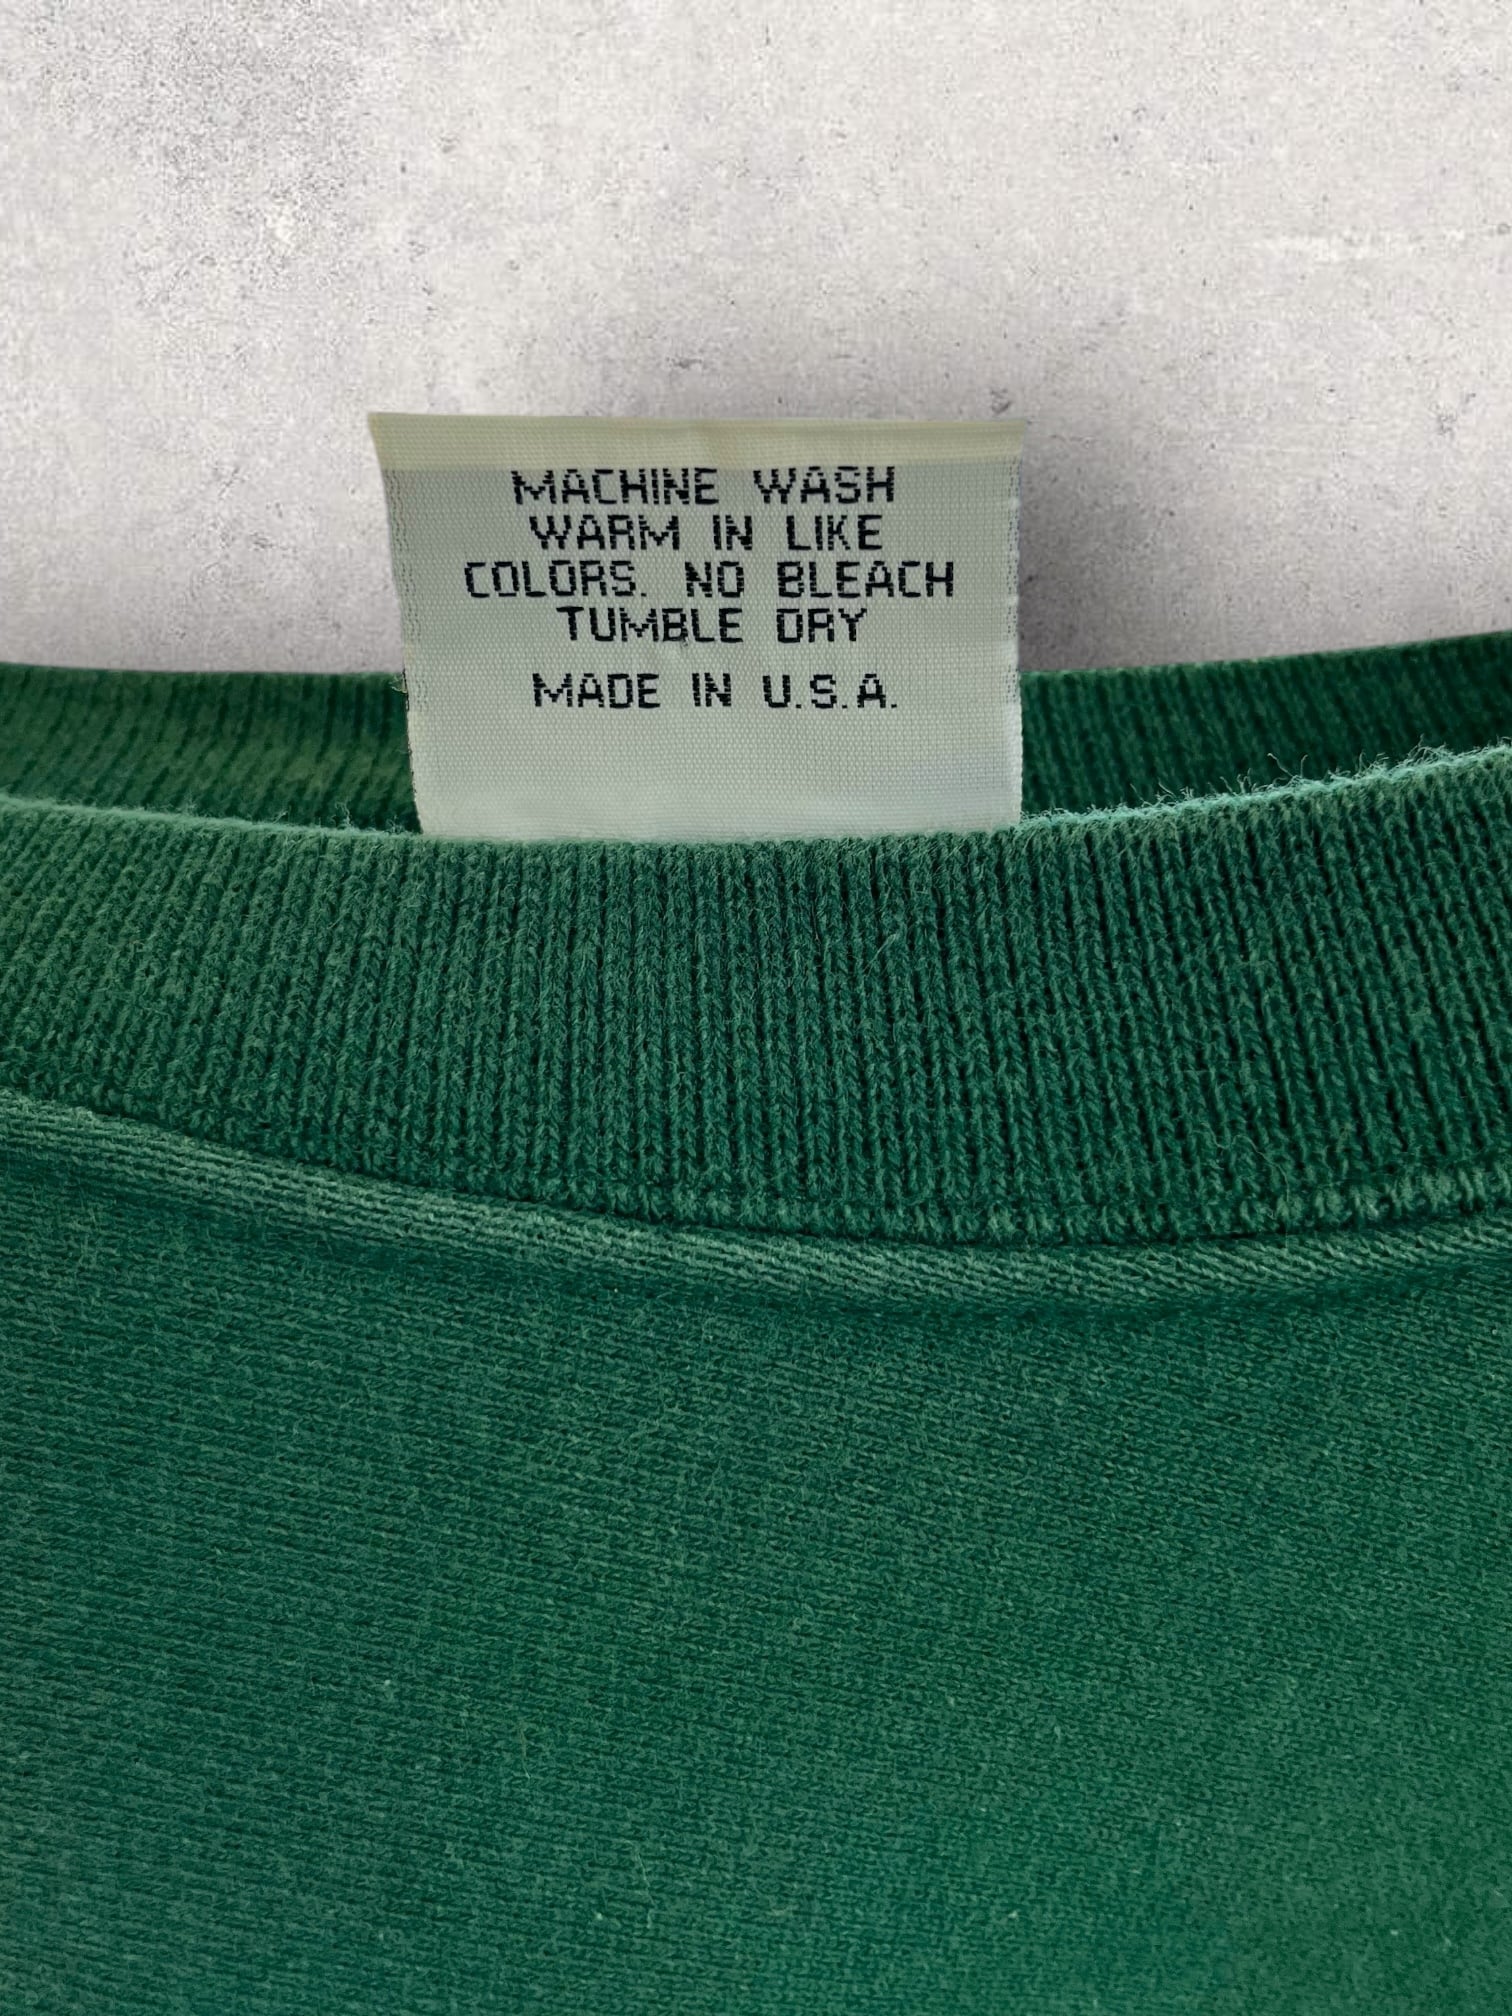 MACHINE WASH
WARM IN LIKE
COLORS. NO BLEACH
TUMBLE DRY
MADE IN U.S.A.